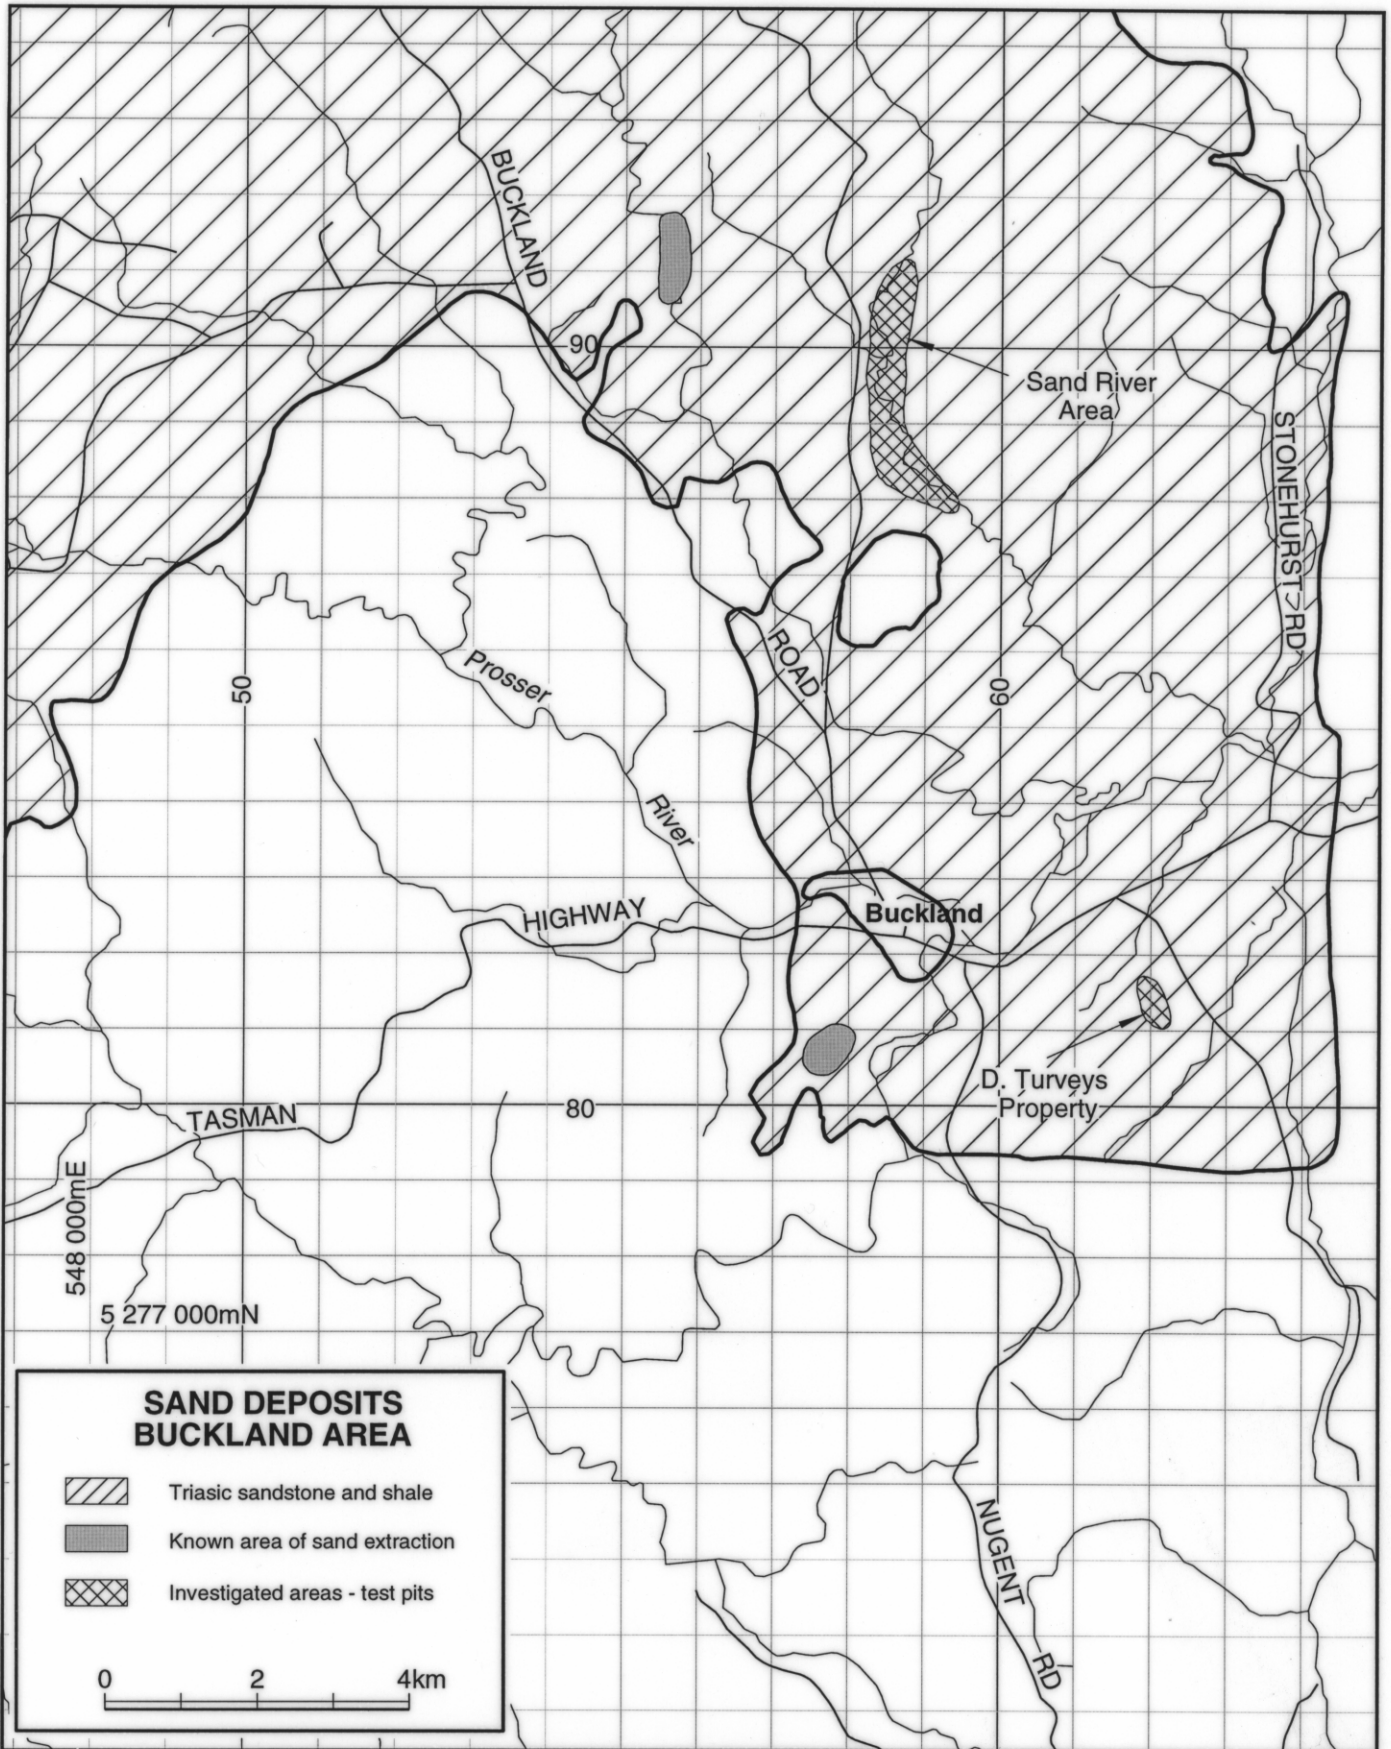 BUCKLAND
90
Sand River
Area
STONEHURST RD
ROAD
Prosser
50
60
River
HIGHWAY
Buckland
D. Turveys
Property
80
TASMAN
548 000mE
5 277 000mN
SAND DEPOSITS
BUCKLAND AREA
Triasic sandstone and shale
Known area of sand extraction
Investigated areas - test pits
0 2 4km
NUGENT
RD